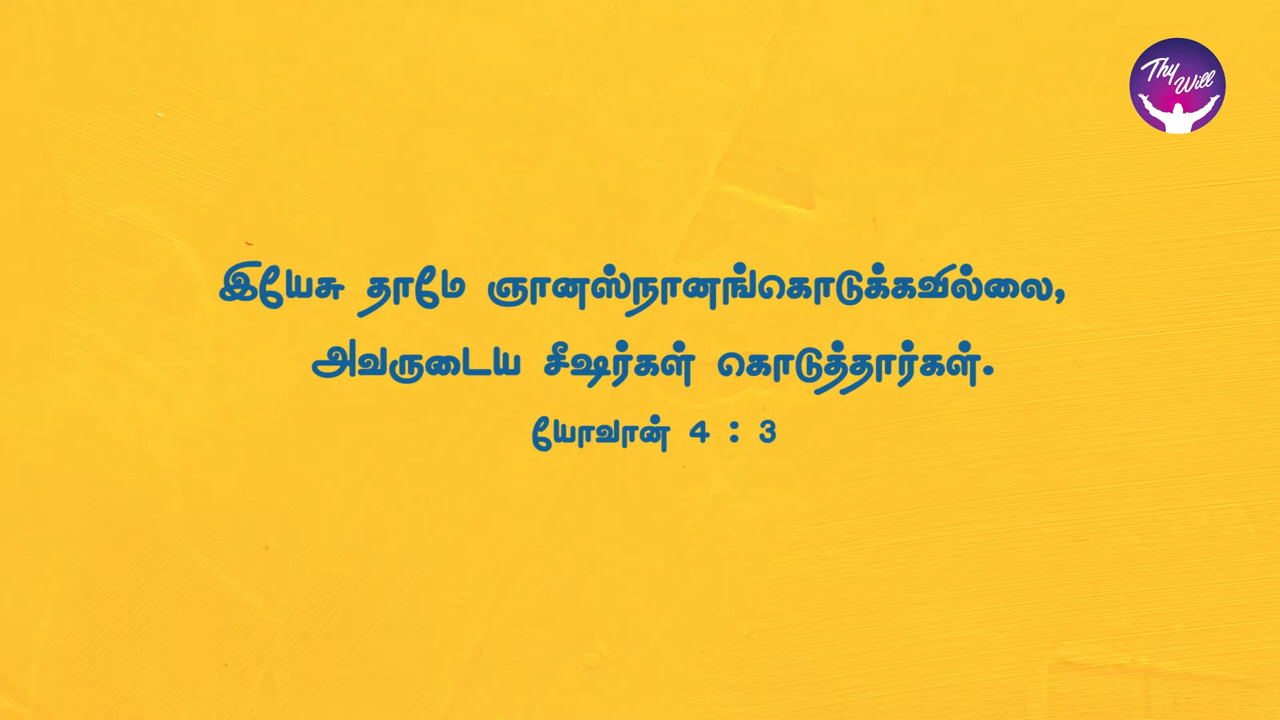 Thy Will
இயேசு தாமே ஞானஸ்நானங்கொடுக்கவில்லை,
அவருடைய சீஷர்கள் கொடுத்தார்கள்.
யோவான் 4 : 3